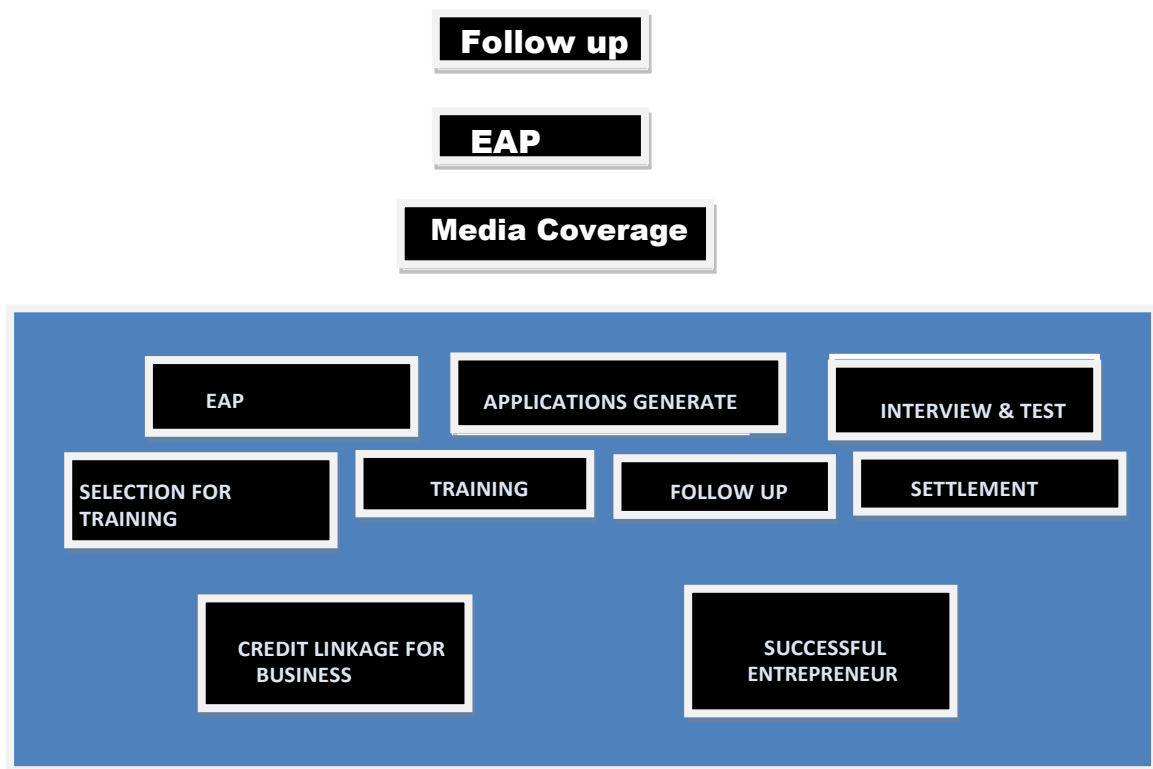 Follow up
EAP
Media Coverage
EAP
APPLICATIONS GENERATE
INTERVIEW & TEST
SELECTION FOR
TRAINING
TRAINING
FOLLOW UP
SETTLEMENT
CREDIT LINKAGE FOR
BUSINESS
SUCCESSFUL
ENTREPRENEUR